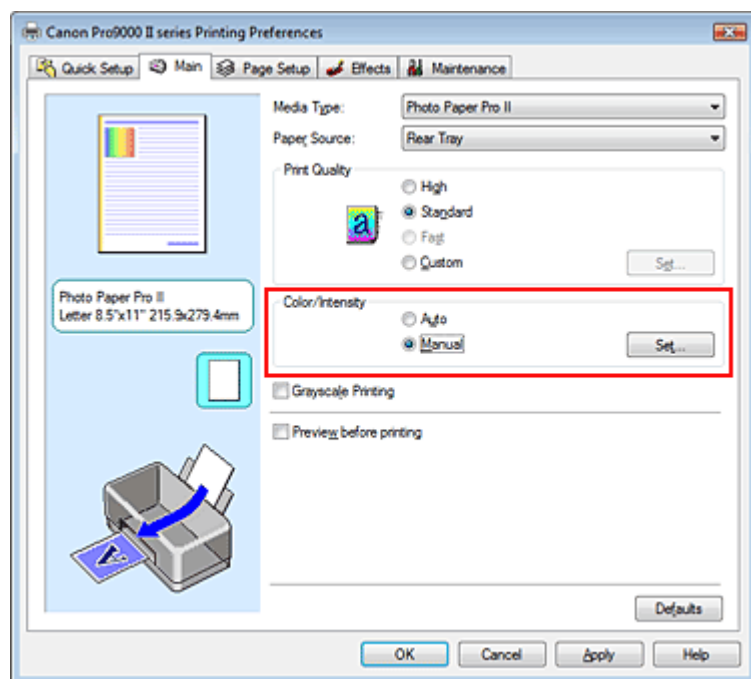 Canon Pro9000 II series Printing Preferences
Quick Setup Main Page Setup Effects Maintenance
Media Type: Photo Paper Pro II
Paper Source: Rear Tray
Print Quality
High
a Standard
Fast
Custom Set...
Photo Paper Pro II
Letter 8.5"x11" 215.9x279.4mm
Color/Intensity
Auto
Manual Set...
Grayscale Printing
Preview before printing
Defaults
OK Cancel Apply Help